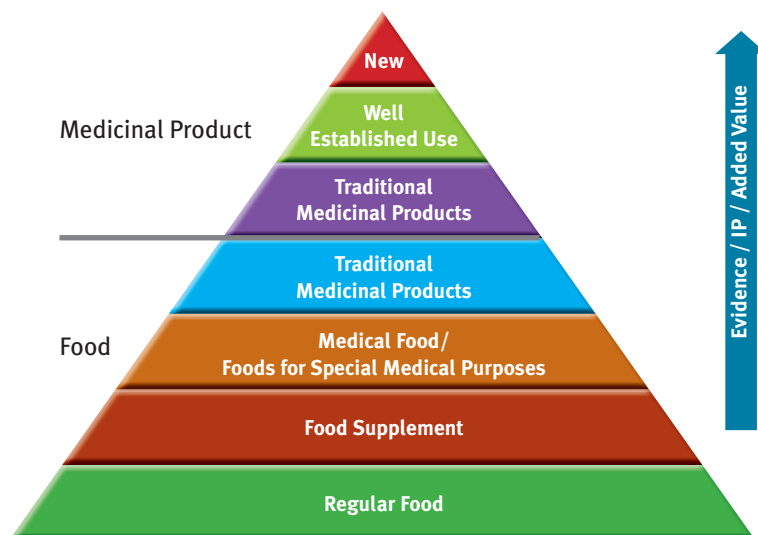 New
Well
Established Use
Medicinal Product
Traditional
Medicinal Products
Traditional
Medicinal Products
Food
Medical Food/
Foods for Special Medical Purposes
Food Supplement
Regular Food
Evidence / IP / Added Value